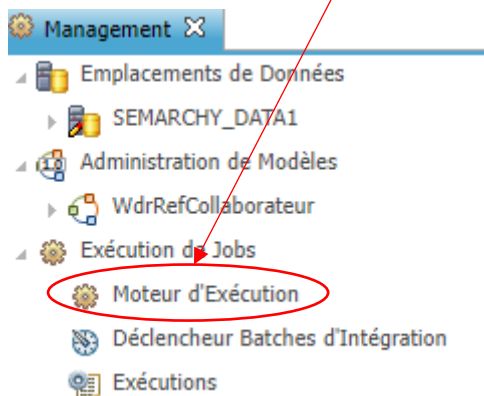 Management
Emplacements de Données
SEMARCHY_DATA1
Administration de Modèles
WdrRefCollaborateur
Exécution de Jobs
Moteur d'Exécution
Déclencheur Batches d'Intégration
Exécutions